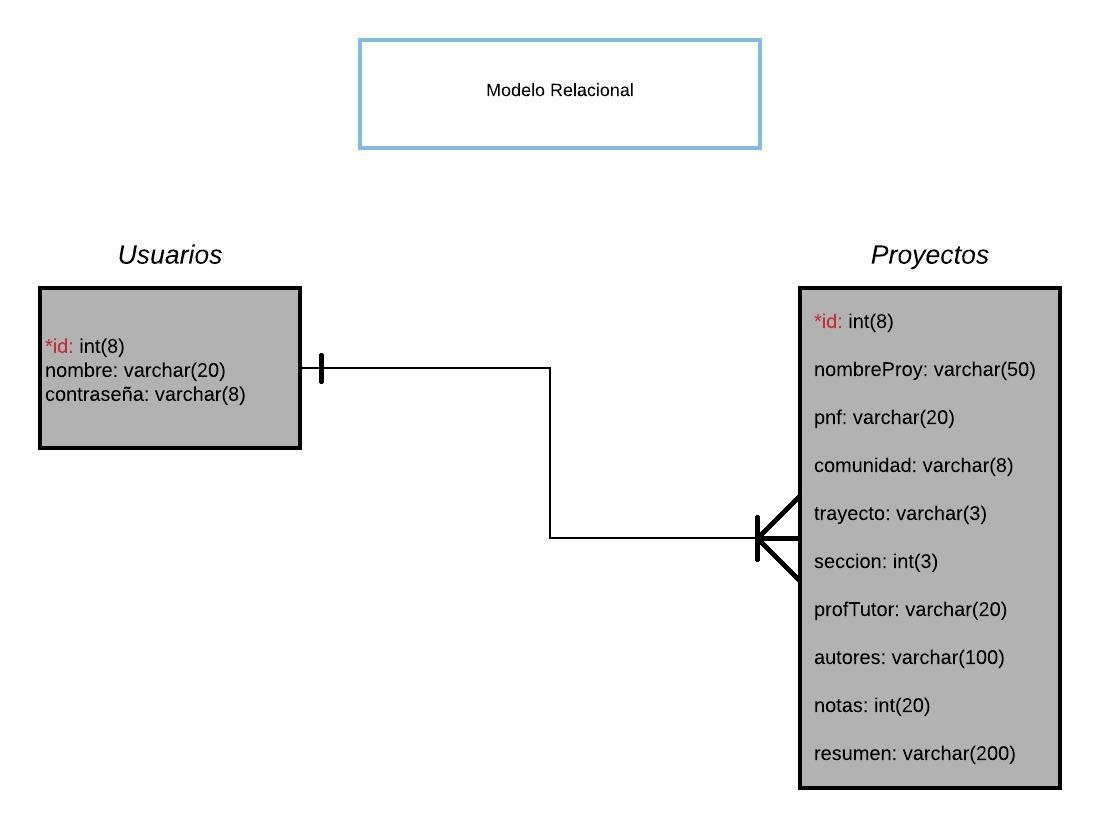 Modelo Relacional
Usuarios
*id: int(8)
nombre: varchar(20)
contraseña: varchar(8)
Proyectos
*id: int(8)
nombreProy: varchar(50)
pnf: varchar(20)
comunidad: varchar(8)
trayecto: varchar(3)
seccion: int(3)
profTutor: varchar(20)
autores: varchar(100)
notas: int(20)
resumen: varchar(200)